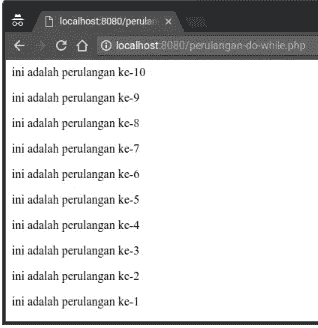 localhost:8080/perulan
localhost:8080/perulangan-do-while.php
ini adalah perulangan ke-10
ini adalah perulangan ke-9
ini adalah perulangan ke-8
ini adalah perulangan ke-7
ini adalah perulangan ke-6
ini adalah perulangan ke-5
ini adalah perulangan ke-4
ini adalah perulangan ke-3
ini adalah perulangan ke-2
ini adalah perulangan ke-1